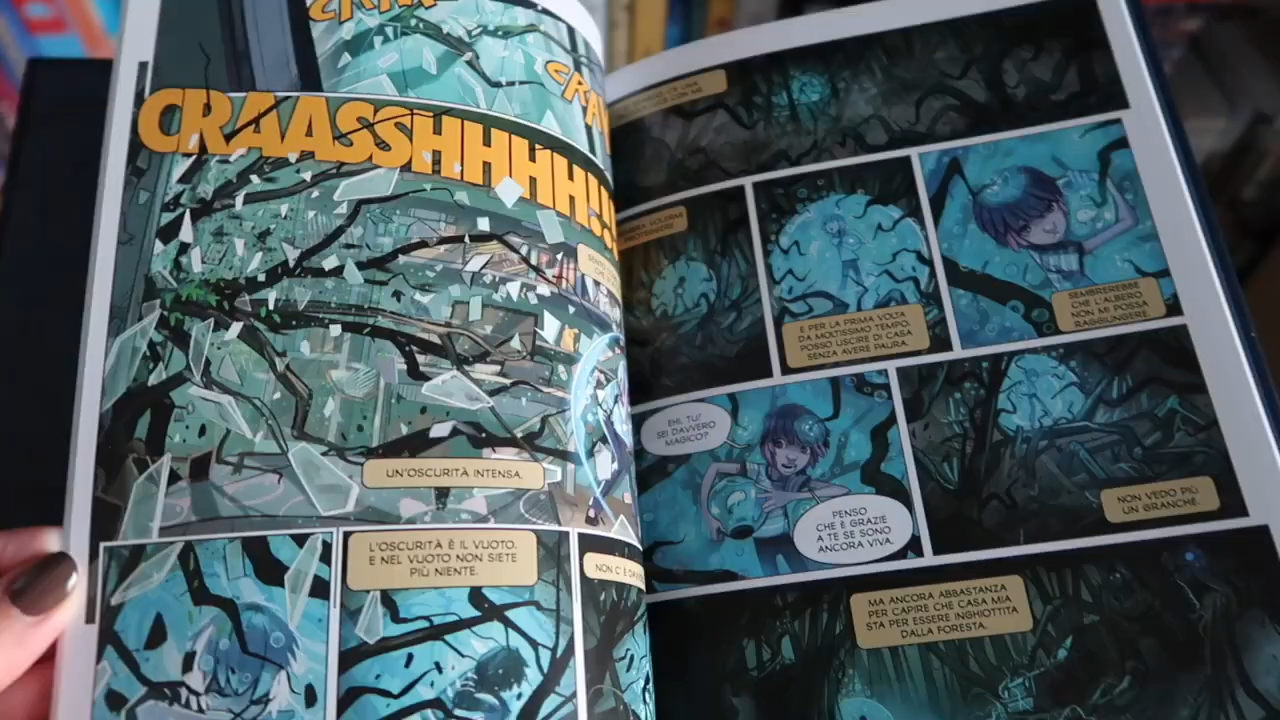 CRAASSHHHH!!
UN'OSCURITÀ INTENSA.
L'OSCURITÀ È IL VUOTO.
E NEL VUOTO NON SIETE
PIÙ NIENTE.
NON C'È
VOLERMI
PROTEGGERE
E PER LA PRIMA VOLTA
DA MOLTISSIMO TEMPO,
POSSO USCIRE DI CASA
SENZA AVERE PAURA.
SEMBREREBBE
CHE L'ALBERO
NON MI POSSA
RAGGIUNGERE.
EHI, TU?
SEI DAVVERO
MAGICO?
PENSO
CHE È GRAZIE
A TE SE SONO
ANCORA VIVA.
NON VEDO PIÙ
UN GRANCHÉ.
MA ANCORA ABBASTANZA
PER CAPIRE CHE CASA MIA
STA PER ESSERE INGHIOTTITA
DALLA FORESTA.